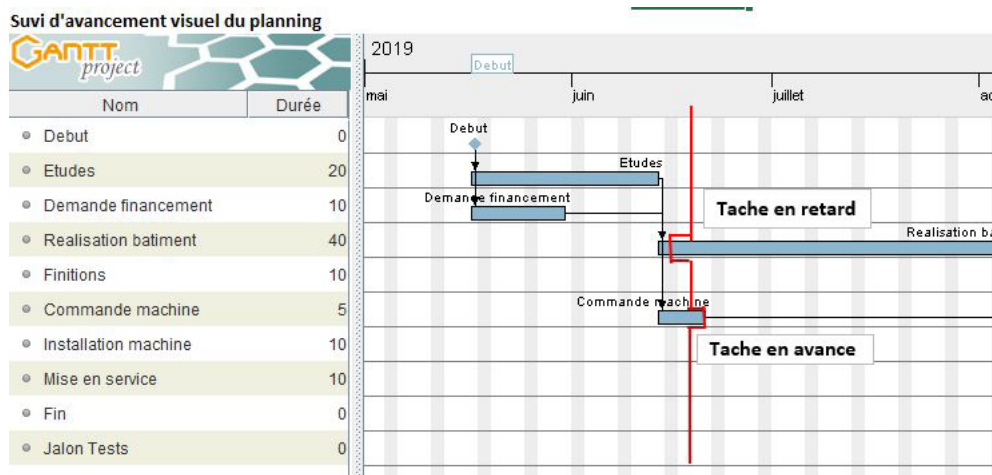 Suvi d'avancement visuel du planning
GANTT
project
2019
Debut
Nom Durée
mai juin juillet
Debut 0
Debut
Etudes 20
Etudes
Demande financement 10
Demande financement
Tache en retard
Realisation batiment 40
Realisation
Finitions 10
Commande machine 5
Commande machine
Installation machine 10
Tache en avance
Mise en service 10
Fin 0
Jalon Tests 0